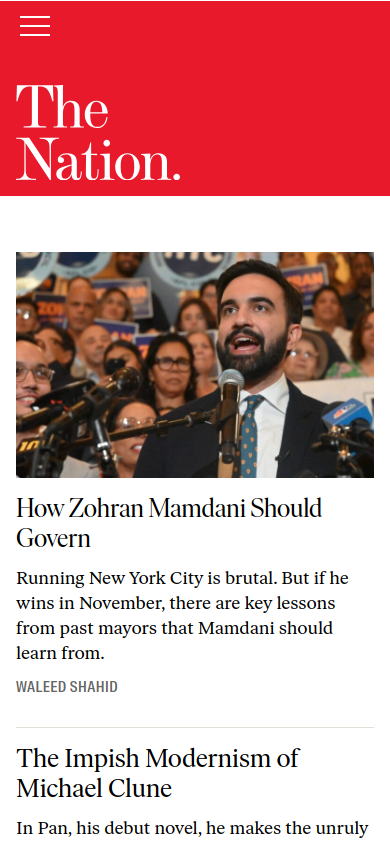 The
Nation.
How Zohran Mamdani Should
Govern
Running New York City is brutal. But if he
wins in November, there are key lessons
from past mayors that Mamdani should
learn from.
WALEED SHAHID
The Impish Modernism of
Michael Clune
In Pan, his debut novel, he makes the unruly